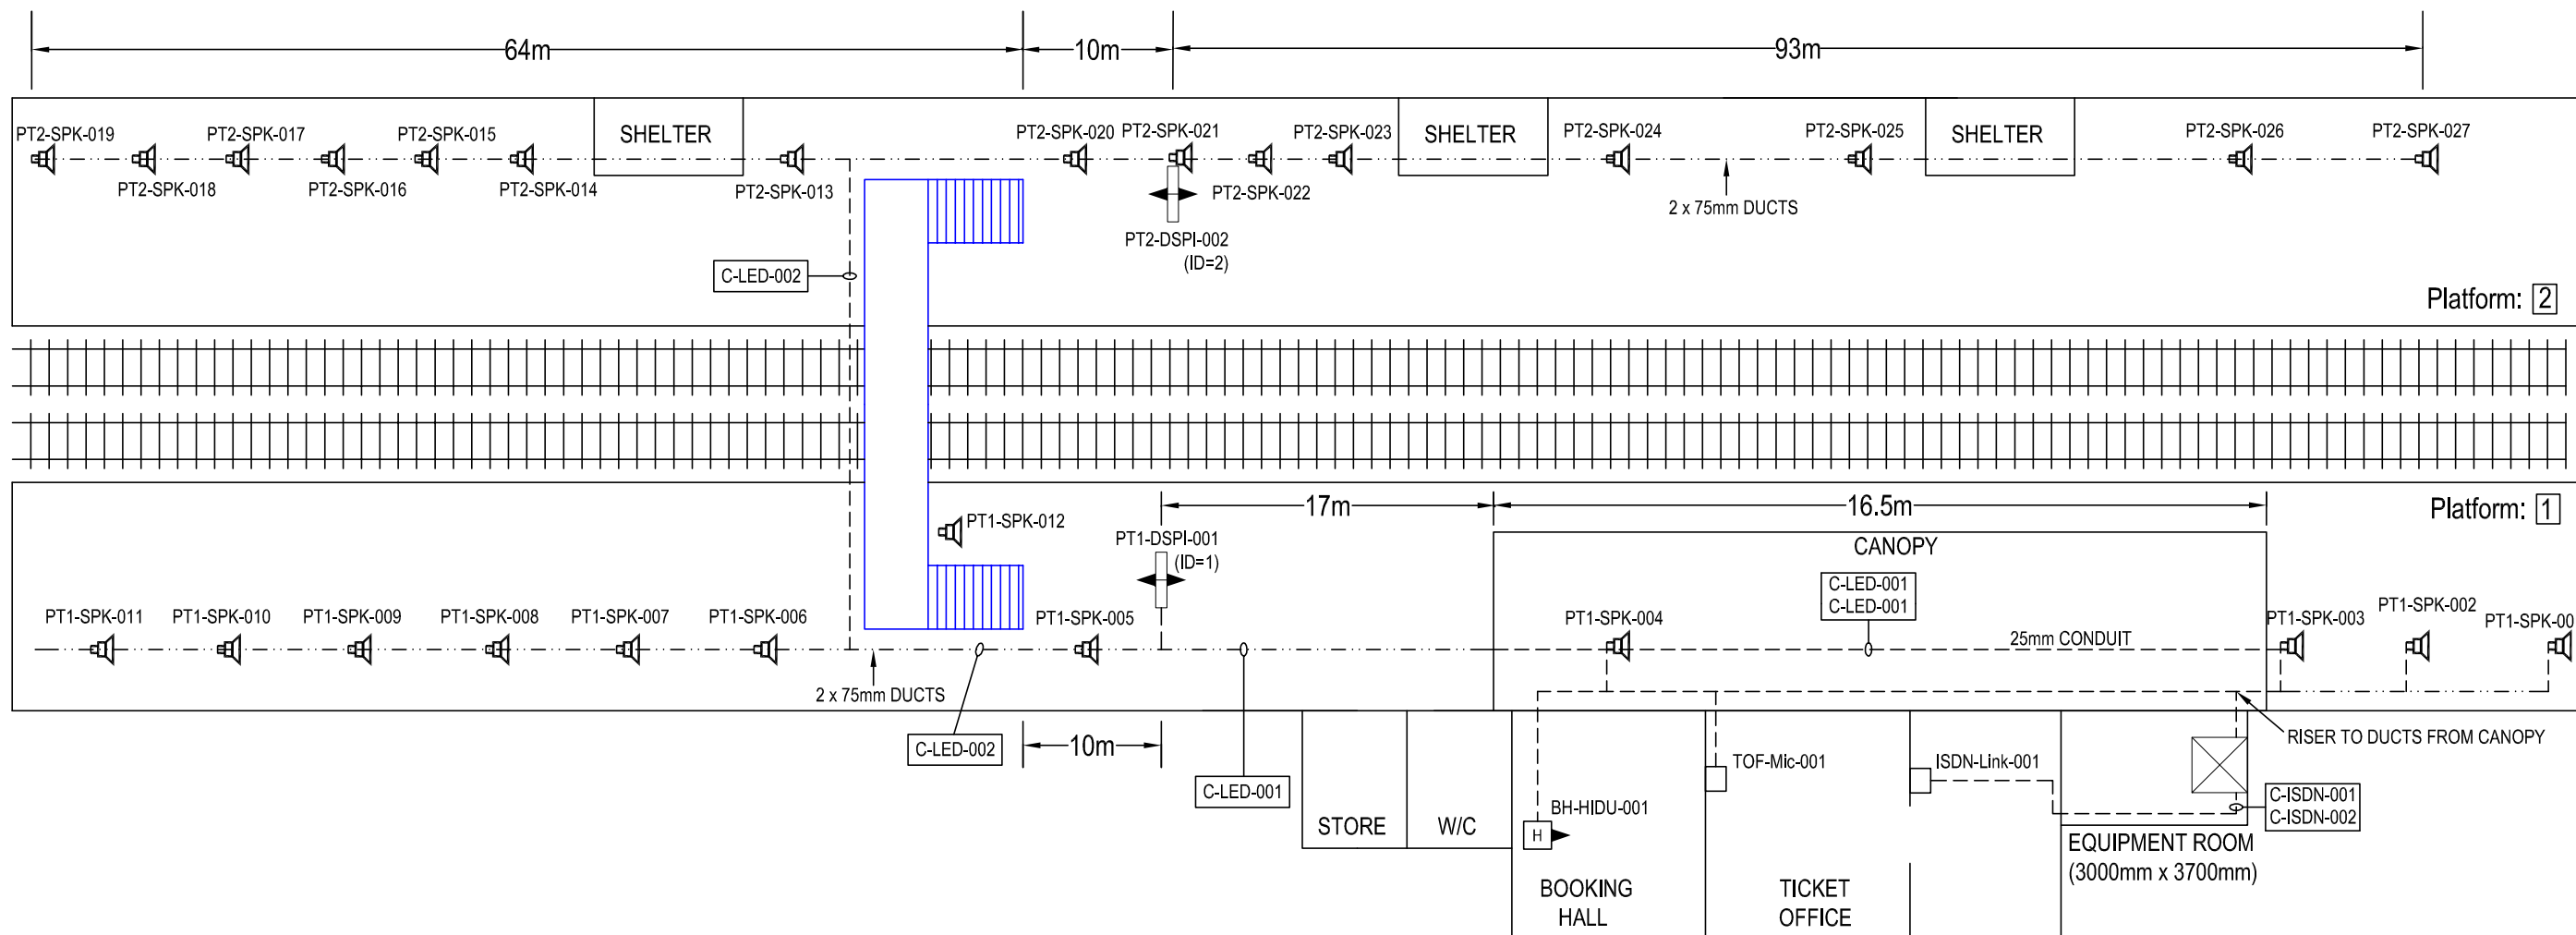 64m
10m
93m
PT2-SPK-019
PT2-SPK-017
PT2-SPK-015
SHELTER
PT2-SPK-020
PT2-SPK-021
PT2-SPK-023
SHELTER
PT2-SPK-024
PT2-SPK-025
SHELTER
PT2-SPK-026
PT2-SPK-027
PT2-SPK-018
PT2-SPK-016
PT2-SPK-014
PT2-SPK-013
PT2-SPK-022
2 x 75mm DUCTS
PT2-DSPI-002
(ID=2)
C-LED-002
Platform: 2
17m
16.5m
Platform: 1
PT1-SPK-012
PT1-DSPI-001
(ID=1)
CANOPY
C-LED-001
C-LED-001
PT1-SPK-011
PT1-SPK-010
PT1-SPK-009
PT1-SPK-008
PT1-SPK-007
PT1-SPK-006
PT1-SPK-005
PT1-SPK-004
25mm CONDUIT
PT1-SPK-003
PT1-SPK-002
PT1-SPK-00
2 x 75mm DUCTS
C-LED-002
10m
RISER TO DUCTS FROM CANOPY
C-LED-001
TOF-Mic-001
ISDN-Link-001
BH-HIDU-001
H
C-ISDN-001
C-ISDN-002
STORE
W/C
EQUIPMENT ROOM
(3000mm x 3700mm)
BOOKING
HALL
TICKET
OFFICE